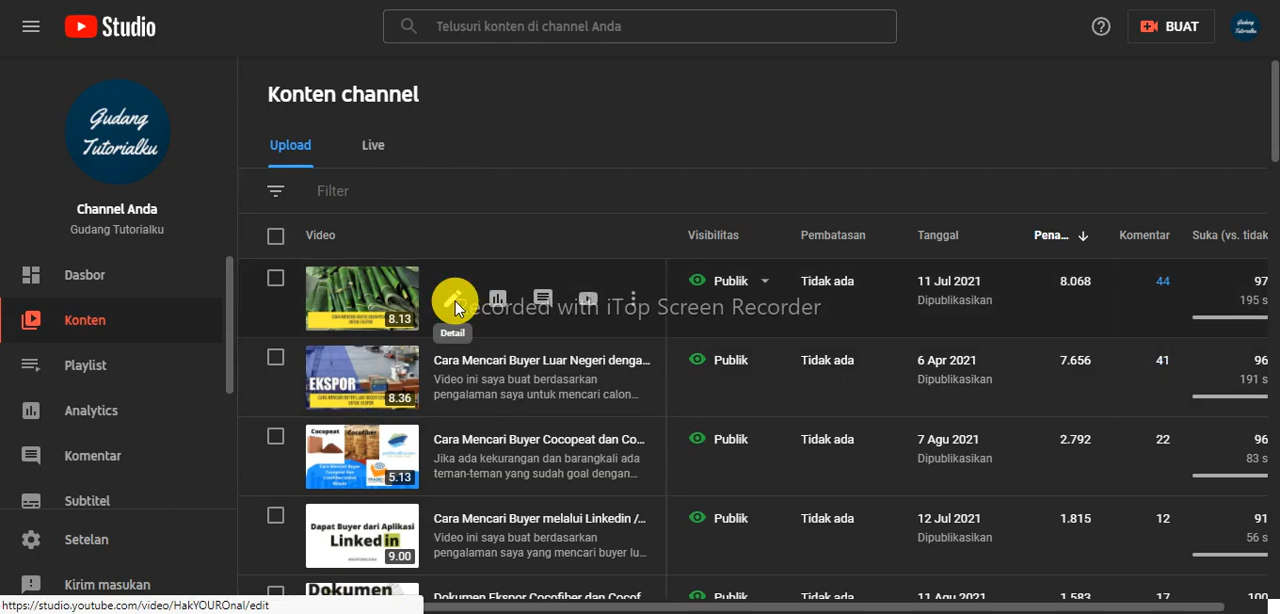 Studio
Telusuri konten di channel Anda
BUAT
Gudang
Tutorialku
Channel Anda
Gudang Tutorialku
Dasbor
Konten
Playlist
Analytics
Komentar
Subtitel
Setelan
Kirim masukan
https://studio.youtube.com/video/HakYOUROnal/edit
Konten channel
Upload
Live
Filter
Video
Visibilitas
Pembatasan
Tanggal
Pena...
Komentar
Suka (vs. tidak
8.13
Detail
Recorded with iTop Screen Recorder
Publik
Tidak ada
11 Jul 2021
Dipublikasikan
8.068
44
97
195 s
EKSPOR
8.36
Cara Mencari Buyer Luar Negeri denga...
Video ini saya buat berdasarkan
pengalaman saya untuk mencari calon...
Publik
Tidak ada
6 Apr 2021
Dipublikasikan
7.656
41
96
191 s
Cocopeat
Cocofiber
5.13
Cara Mencari Buyer Cocopeat dan Co...
Jika ada kekurangan dan barangkali ada
teman-teman yang sudah goal dengan...
Publik
Tidak ada
7 Agu 2021
Dipublikasikan
2.792
22
96
83 s
Dapat Buyer dari Aplikasi
Linked in
9.00
Cara Mencari Buyer melalui Linkedin /...
Video ini saya buat berdasarkan
pengalaman saya yang mencari buyer lu...
Publik
Tidak ada
12 Jul 2021
Dipublikasikan
1.815
12
91
56 s
Dokumen
Dokumen Ekspor Cocofiber dan Cocof...
Publik
Tidak ada
11 Agu 2021
1.583
17
100